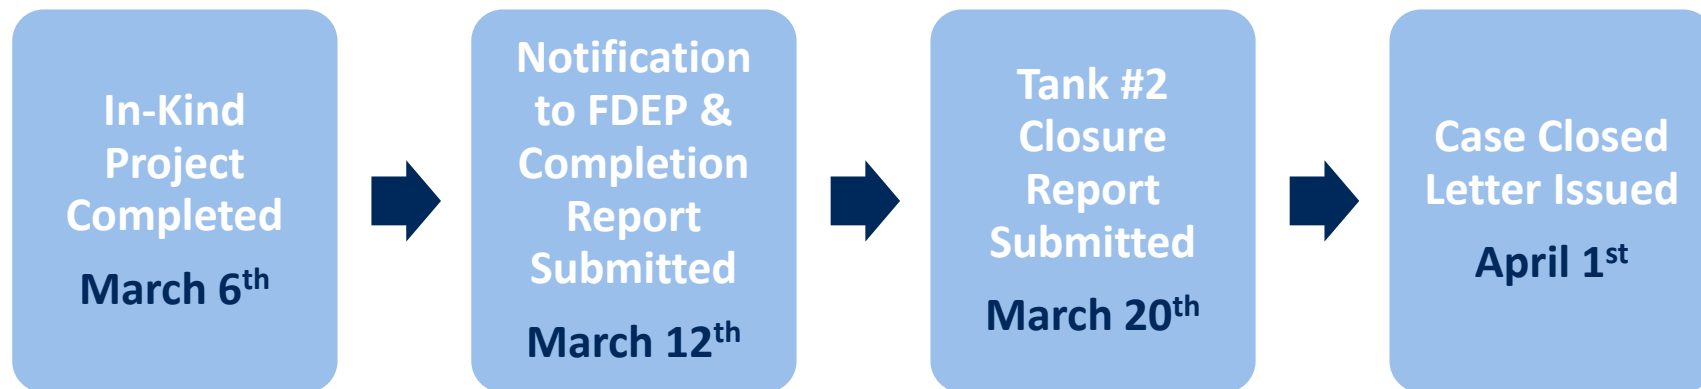 In-Kind
Project
Completed
March 6th
Notification
to FDEP &
Completion
Report
Submitted
March 12th
Tank #2
Closure
Report
Submitted
March 20th
Case Closed
Letter Issued
April 1st